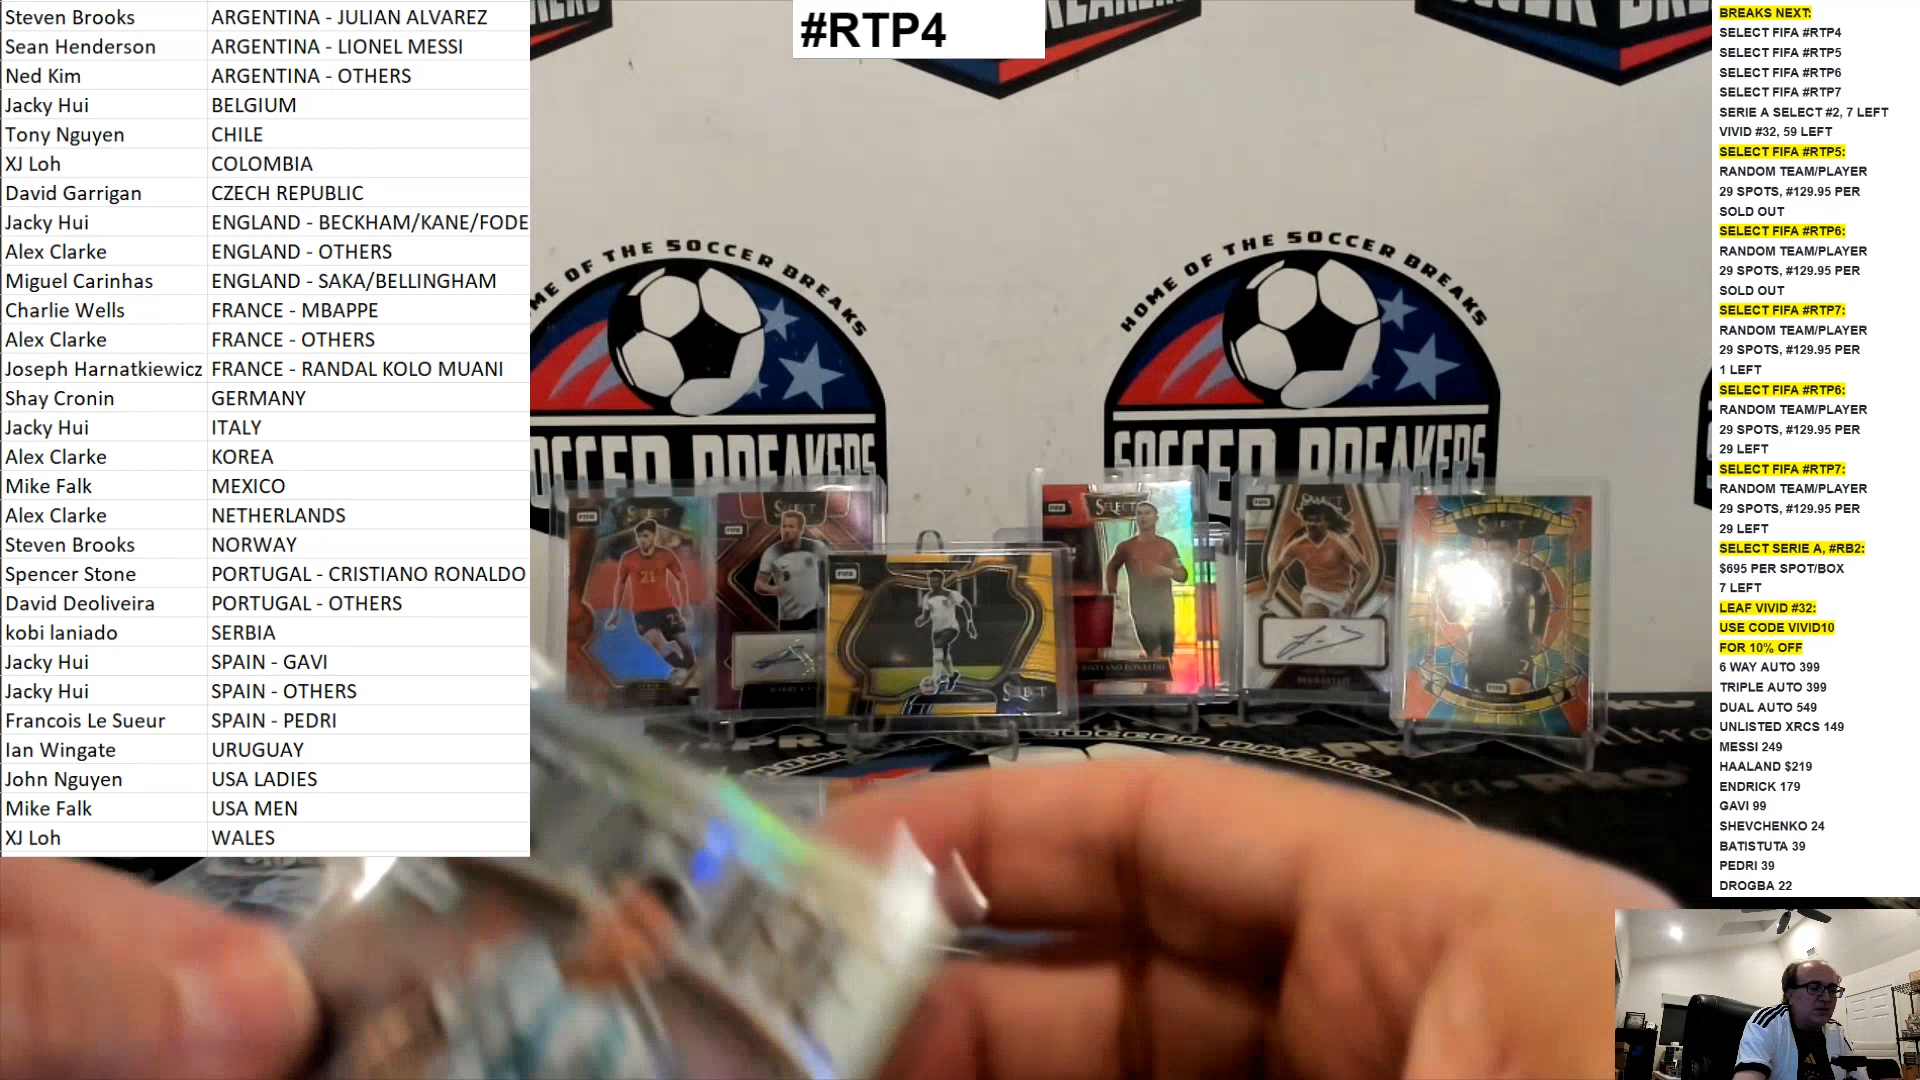 Steven Brooks ARGENTINA - JULIAN ALVAREZ
Sean Henderson ARGENTINA - LIONEL MESSI
Ned Kim ARGENTINA - OTHERS
Jacky Hui BELGIUM
Tony Nguyen CHILE
XJ Loh COLOMBIA
David Garrigan CZECH REPUBLIC
Jacky Hui ENGLAND - BECKHAM/KANE/FODE
Alex Clarke ENGLAND - OTHERS
Miguel Carinhas ENGLAND - SAKA/BELLINGHAM
Charlie Wells FRANCE - MBAPPE
Alex Clarke FRANCE - OTHERS
Joseph Harnatkiewicz FRANCE - RANDAL KOLO MUANI
Shay Cronin GERMANY
Jacky Hui ITALY
Alex Clarke KOREA
Mike Falk MEXICO
Alex Clarke NETHERLANDS
Steven Brooks NORWAY
Spencer Stone PORTUGAL - CRISTIANO RONALDO
David Deoliveira PORTUGAL - OTHERS
kobi laniado SERBIA
Jacky Hui SPAIN - GAVI
Jacky Hui SPAIN - OTHERS
Francois Le Sueur SPAIN - PEDRI
Ian Wingate URUGUAY
John Nguyen USA LADIES
Mike Falk USA MEN
XJ Loh WALES
#RTP4
ME OF THE SOCCER BREAKS
SOCCER BREAKERS
HOME OF THE SOCCER BREAKS
SOCCER BREAKERS
SELECT
21
SELECT
SELECT
SELECT
SELECT
SELECT
FIFA
BREAKS NEXT:
SELECT FIFA #RTP4
SELECT FIFA #RTP5
SELECT FIFA #RTP6
SELECT FIFA #RTP7
SERIE A SELECT #2, 7 LEFT
VIVID #32, 59 LEFT
SELECT FIFA #RTP5:
RANDOM TEAM/PLAYER
29 SPOTS, #129.95 PER
SOLD OUT
SELECT FIFA #RTP6:
RANDOM TEAM/PLAYER
29 SPOTS, #129.95 PER
SOLD OUT
SELECT FIFA #RTP7:
RANDOM TEAM/PLAYER
29 SPOTS, #129.95 PER
1 LEFT
SELECT FIFA #RTP6:
RANDOM TEAM/PLAYER
29 SPOTS, #129.95 PER
29 LEFT
SELECT FIFA #RTP7:
RANDOM TEAM/PLAYER
29 SPOTS, #129.95 PER
29 LEFT
SELECT SERIE A, #RB2:
$695 PER SPOT/BOX
7 LEFT
LEAF VIVID #32:
USE CODE VIVID10
FOR 10% OFF
6 WAY AUTO 399
TRIPLE AUTO 399
DUAL AUTO 549
UNLISTED XRCS 149
MESSI 249
HAALAND $219
ENDRICK 179
GAVI 99
SHEVCHENKO 24
BATISTUTA 39
PEDRI 39
DROGBA 22